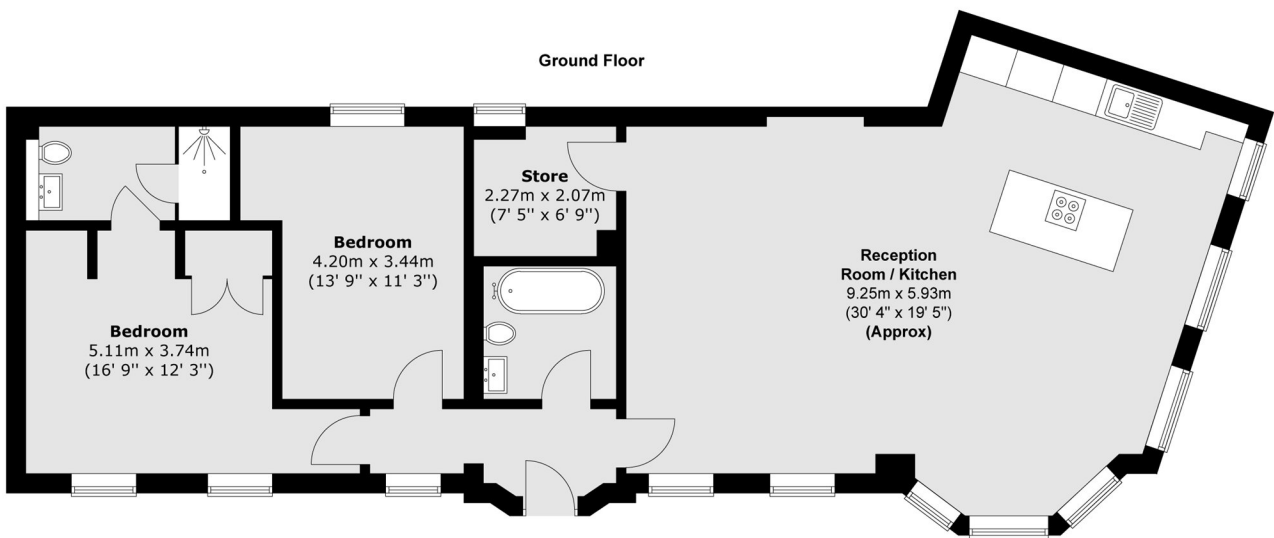 Ground Floor
Store
2.27m x 2.07m
(7' 5" x 6' 9")
Bedroom
4.20m x 3.44m
(13' 9" x 11' 3")
Reception
Room / Kitchen
9.25m x 5.93m
(30' 4" x 19' 5")
(Approx)
Bedroom
5.11m x 3.74m
(16' 9" x 12' 3")